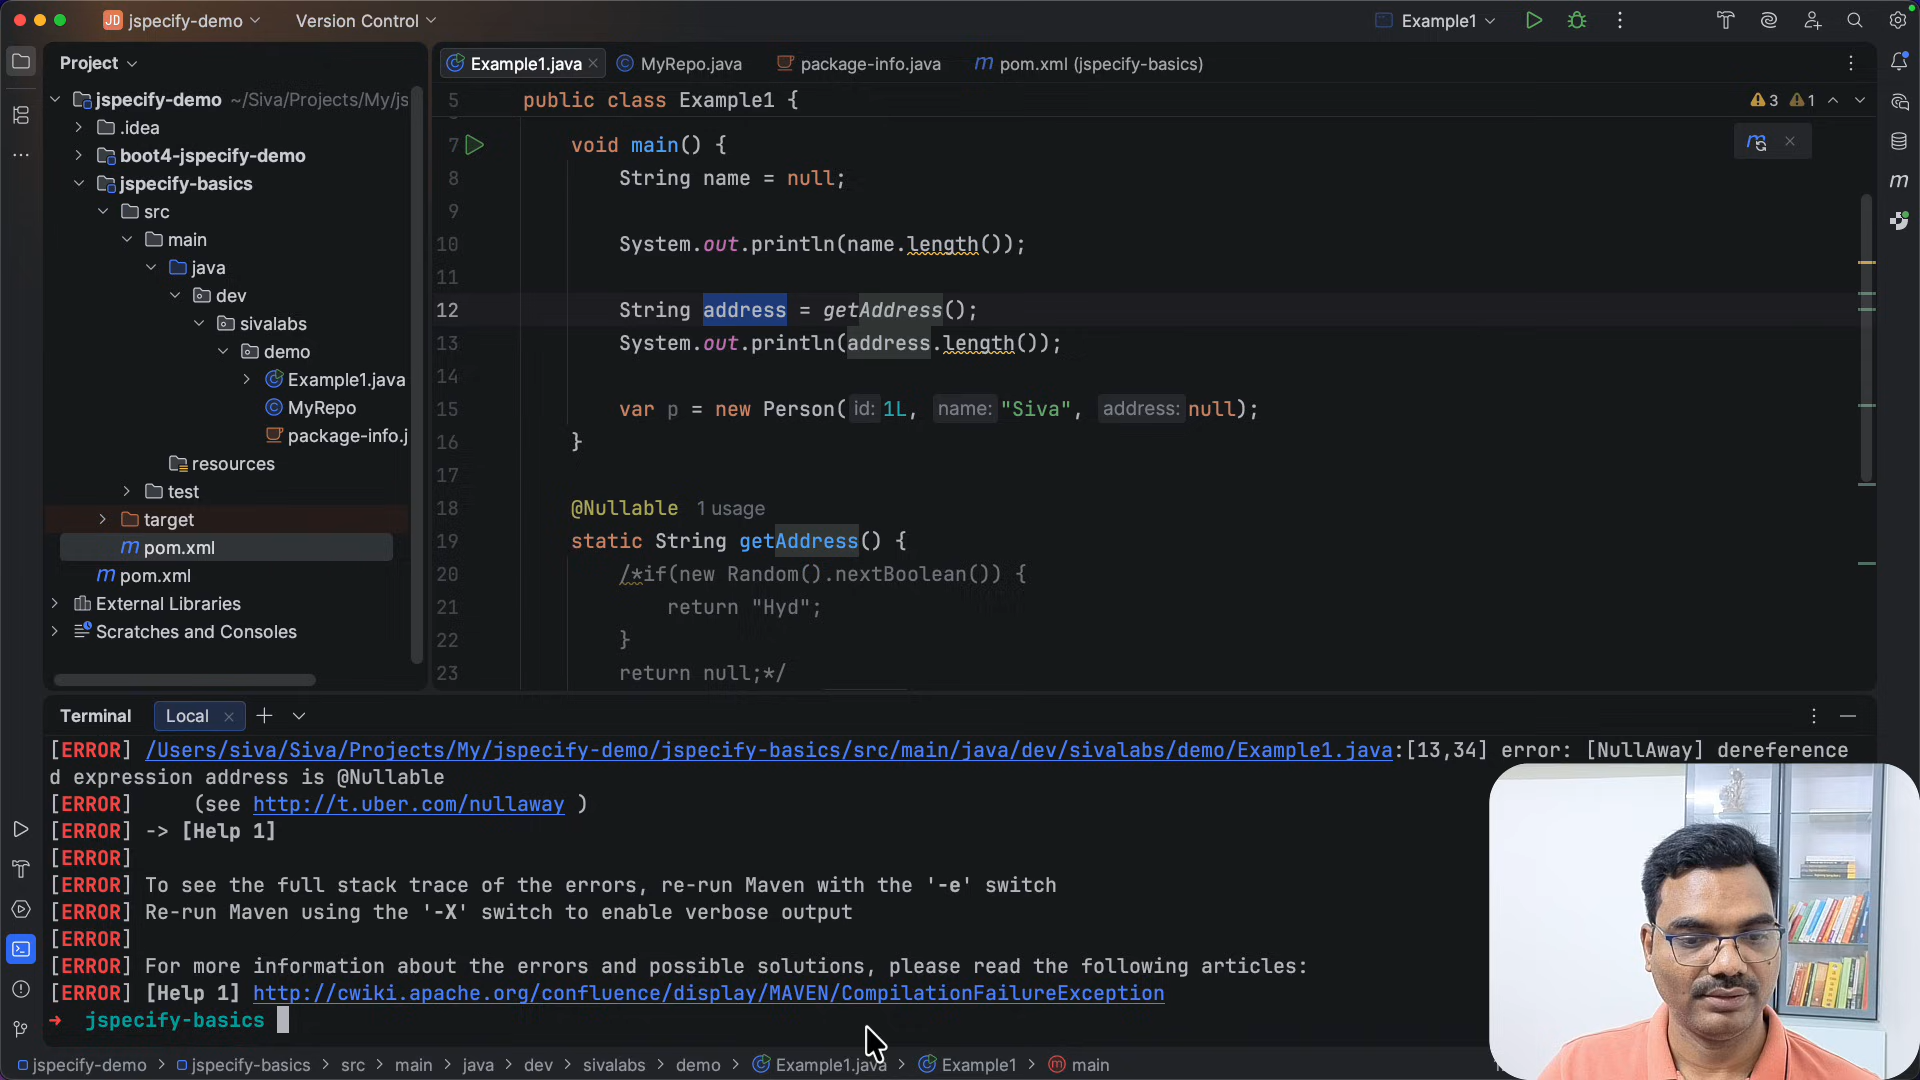 JD jspecify-demo Version Control Example1
Project
Example1.java MyRepo.java package-info.java pom.xml (jspecify-basics)
jspecify-demo ~/Siva/Projects/My/js
.idea
boot4-jspecify-demo
jspecify-basics
src
main
java
dev
sivalabs
demo
Example1.java
MyRepo
package-info.j
resources
test
target
pom.xml
pom.xml
External Libraries
Scratches and Consoles
5 public class Example1 {
3 1
7 void main() {
8 String name = null;
9
10 System.out.println(name.length());
11
12 String address = getAddress();
13 System.out.println(address.length());
14
15 var p = new Person( id: 1L, name: "Siva", address: null);
16 }
17
18 @Nullable 1 usage
19 static String getAddress() {
20 /*if(new Random().nextBoolean()) {
21 return "Hyd";
22 }
23 return null;*/
Terminal Local
[ERROR] /Users/siva/Siva/Projects/My/jspecify-demo/jspecify-basics/src/main/java/dev/sivalabs/demo/Example1.java:[13,34] error: [NullAway] dereference
d expression address is @Nullable
[ERROR] (see http://t.uber.com/nullaway )
[ERROR] -> [Help 1]
[ERROR]
[ERROR] To see the full stack trace of the errors, re-run Maven with the '-e' switch
[ERROR] Re-run Maven using the '-X' switch to enable verbose output
[ERROR]
[ERROR] For more information about the errors and possible solutions, please read the following articles:
[ERROR] [Help 1] http://cwiki.apache.org/confluence/display/MAVEN/CompilationFailureException
→ jspecify-basics
jspecify-demo > jspecify-basics > src > main > java > dev > sivalabs > demo > Example1.java > Example1 > main